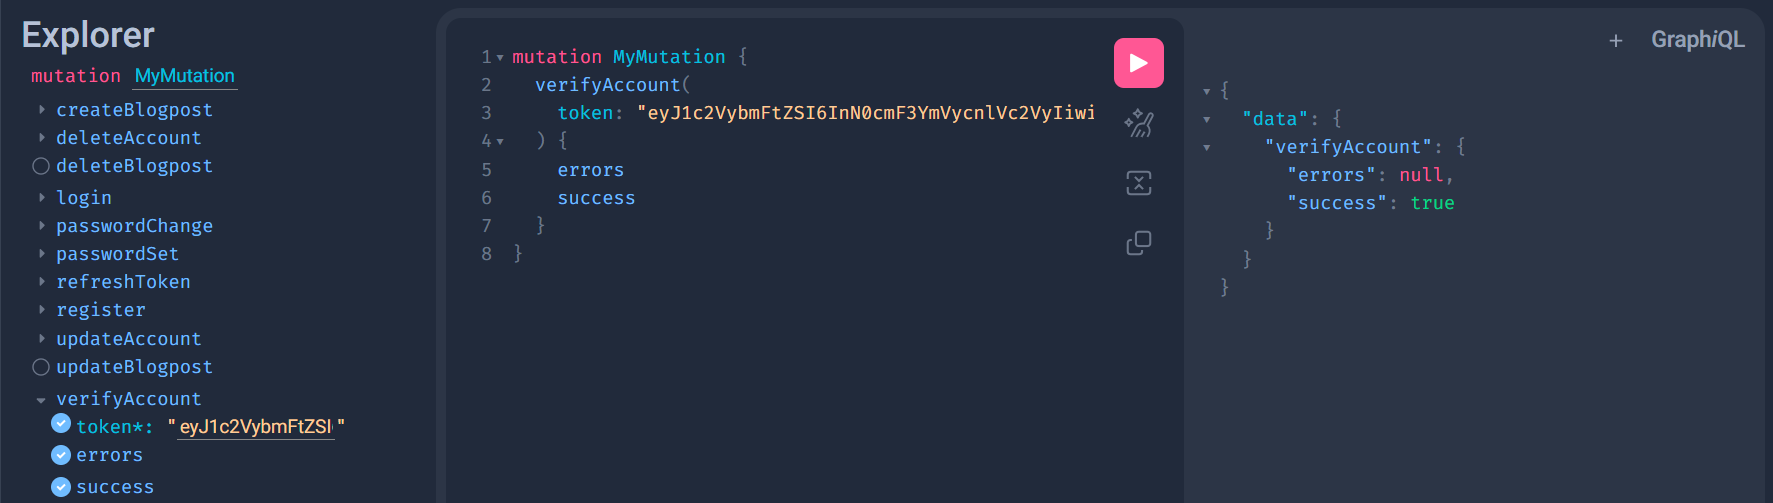 Explorer
mutation MyMutation
createBlogpost
deleteAccount
deleteBlogpost
login
passwordChange
passwordSet
refreshToken
register
updateAccount
updateBlogpost
verifyAccount
token*: "eyJ1c2VybmFtZSI"
errors
success
1 mutation MyMutation {
2 verifyAccount(
3 token: "eyJ1c2VybmFtZSI6InN0cmF3YmVycnlVc2VyIiwi
4 ) {
5 errors
6 success
7 }
8 }
+ GraphiQL
{
"data": {
"verifyAccount": {
"errors": null,
"success": true
}
}
}